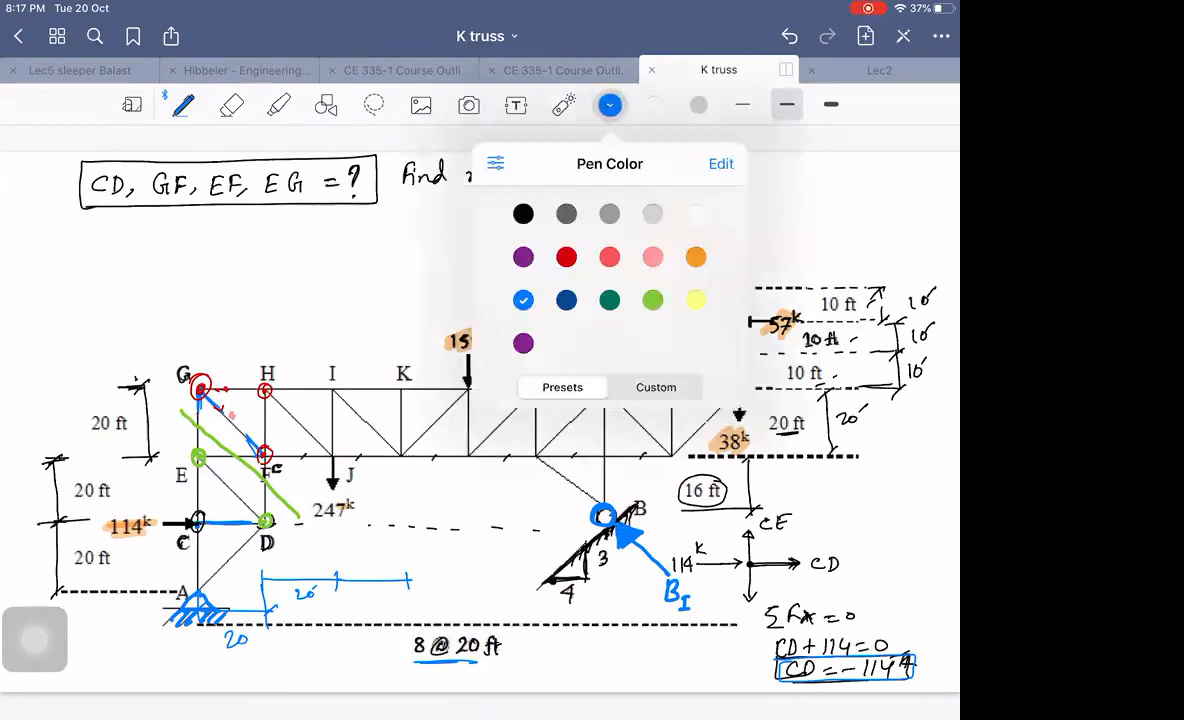 8:17 PM Tue 20 Oct
37%
K truss
Lec5 sleeper Balast
Hibbeler - Engineering...
CE 335-1 Course Outli...
CE 335-1 Course Outli...
K truss
Lec2
Pen Color
Edit
Presets
Custom
CD, GF, EF, EG = ?
find
10 ft
10'
57k
10 ft
10'
10 ft
10'
15
G
H
I
K
20 ft
20 ft
20'
38k
E
F
J
20 ft
247k
16 ft
114k
C
D
B
CE
20 ft
3
4
114k
CD
A
20'
BI
20
8 @ 20 ft
ΣFx = 0
CD + 114 = 0
CD = -114k